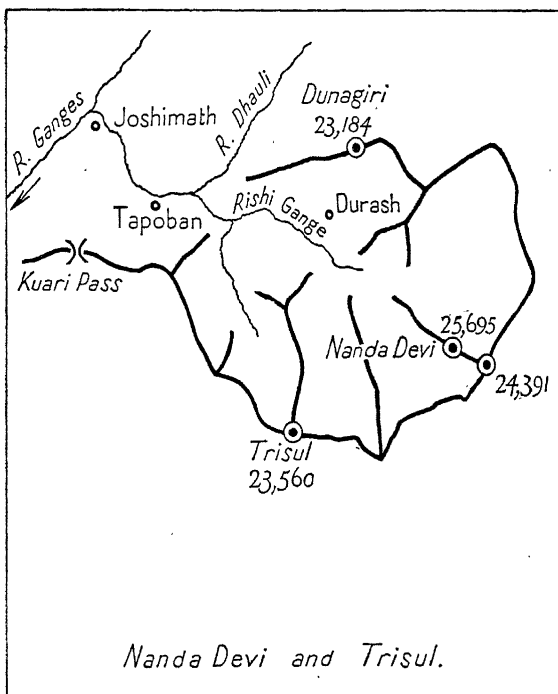 R. Ganges
Joshimath
R. Dhauli
Dunagiri
23,184
Tapoban
Rishi Gange
Durash
Kuari Pass
25,695
Nanda Devi
24,391
Trisul
23,560
Nanda Devi and Trisul.